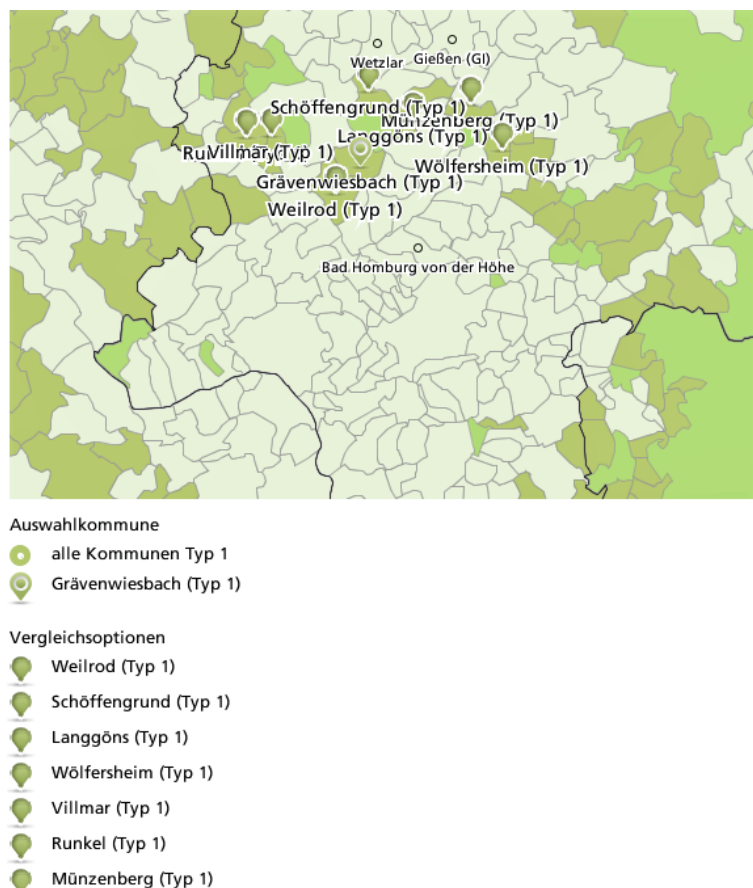 Wetzlar
Gießen (GI)
Schöffengrund (Typ 1)
Münzenberg (Typ 1)
Langgöns (Typ 1)
Villmar (Typ 1)
Wölfersheim (Typ 1)
Grävenwiesbach (Typ 1)
Weilrod (Typ 1)
Bad Homburg von der Höhe
Auswahlkommune
alle Kommunen Typ 1
Grävenwiesbach (Typ 1)
Vergleichsoptionen
Weilrod (Typ 1)
Schöffengrund (Typ 1)
Langgöns (Typ 1)
Wölfersheim (Typ 1)
Villmar (Typ 1)
Runkel (Typ 1)
Münzenberg (Typ 1)